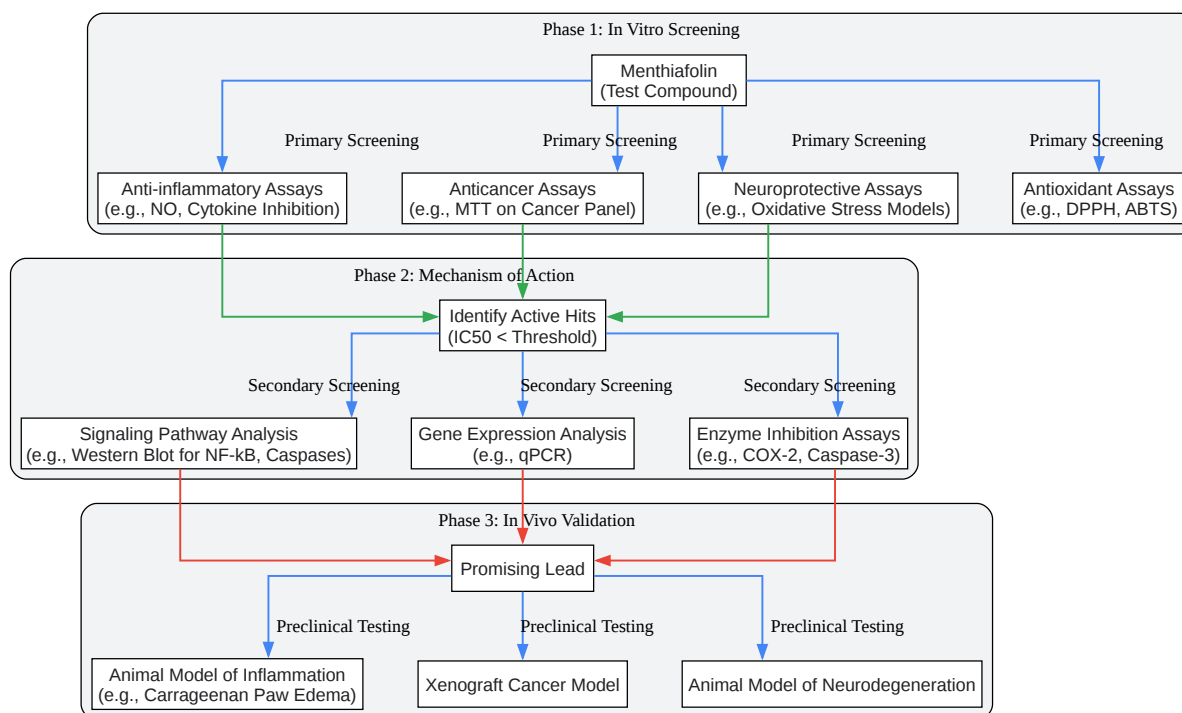 Phase 1: In Vitro Screening
Menthiafolin
(Test Compound)
Primary Screening
Primary Screening
Primary Screening
Primary Screening
Anti-inflammatory Assays
(e.g., NO, Cytokine Inhibition)
Anticancer Assays
(e.g., MTT on Cancer Panel)
Neuroprotective Assays
(e.g., Oxidative Stress Models)
Antioxidant Assays
(e.g., DPPH, ABTS)
Phase 2: Mechanism of Action
Identify Active Hits
(IC50 < Threshold)
Secondary Screening
Secondary Screening
Secondary Screening
Signaling Pathway Analysis
(e.g., Western Blot for NF-kB, Caspases)
Gene Expression Analysis
(e.g., qPCR)
Enzyme Inhibition Assays
(e.g., COX-2, Caspase-3)
Phase 3: In Vivo Validation
Promising Lead
Preclinical Testing
Preclinical Testing
Preclinical Testing
Animal Model of Inflammation
(e.g., Carrageenan Paw Edema)
Xenograft Cancer Model
Animal Model of Neurodegeneration